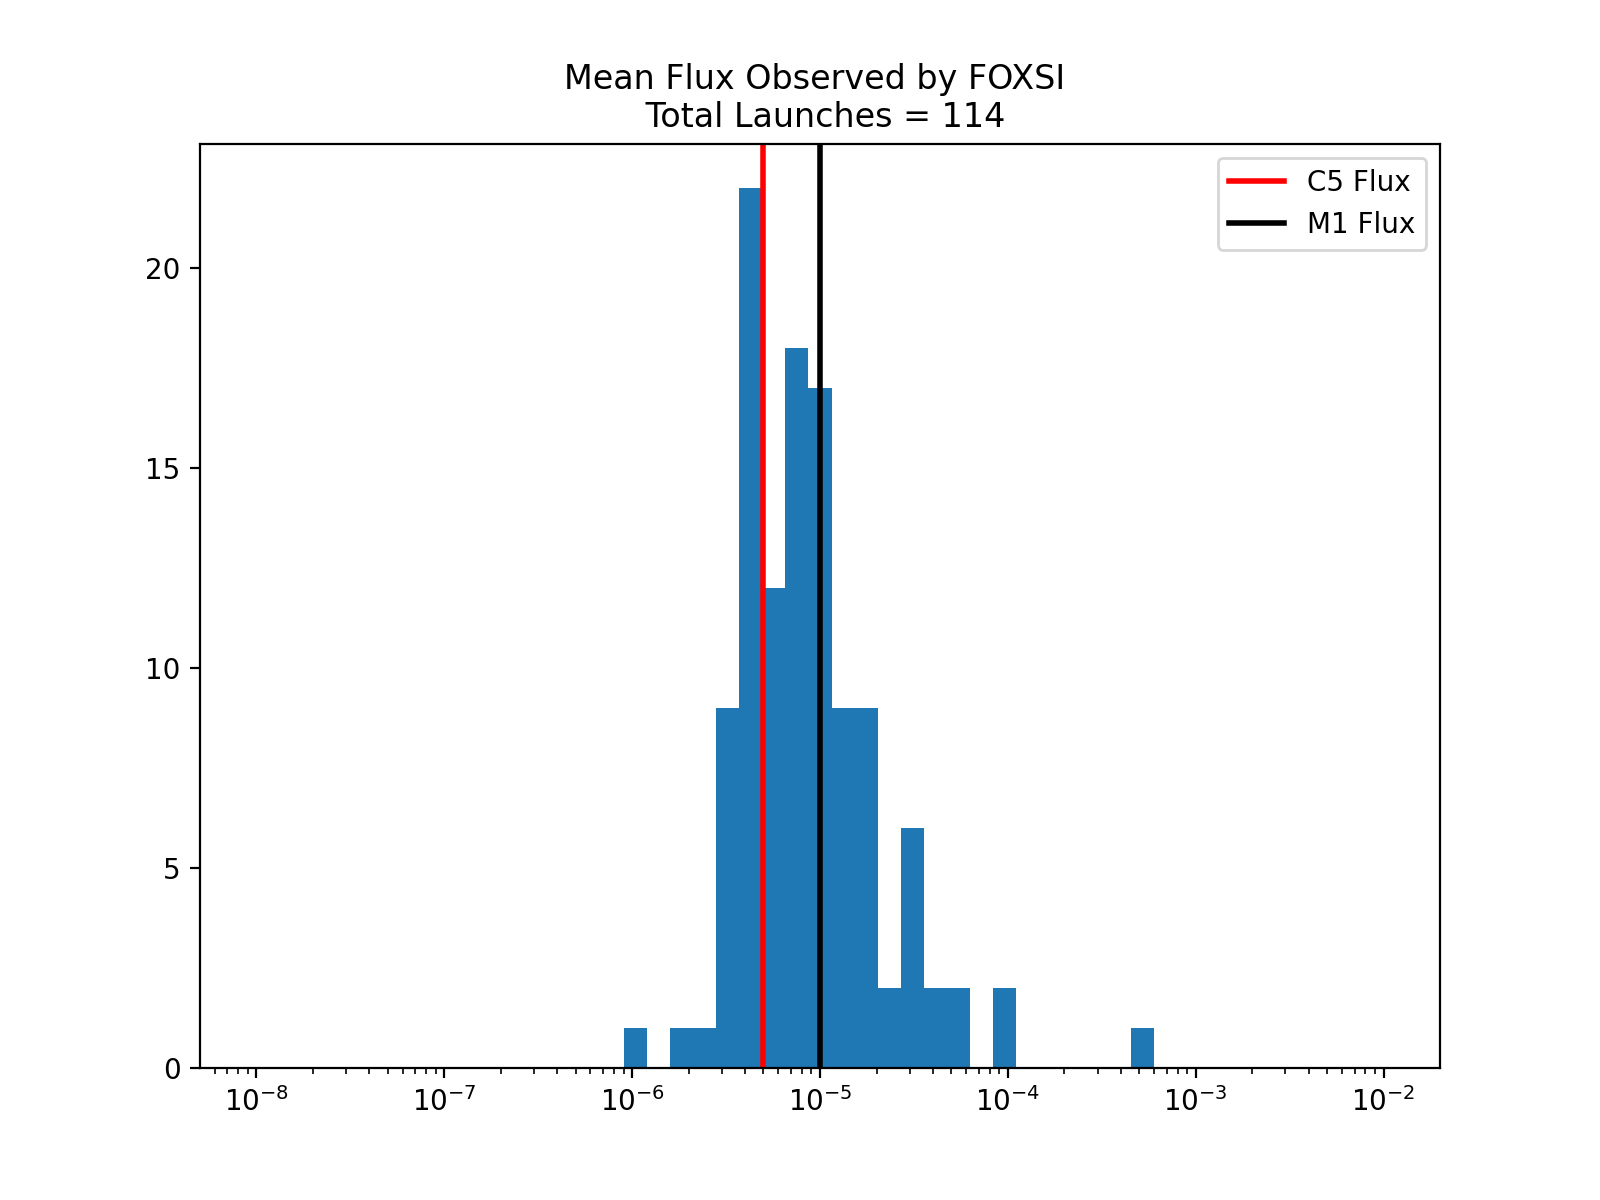 Mean Flux Observed by FOXSI
Total Launches = 114
C5 Flux
M1 Flux
20
15
10
5
0
10⁻⁸ 10⁻⁷ 10⁻⁶ 10⁻⁵ 10⁻⁴ 10⁻³ 10⁻²